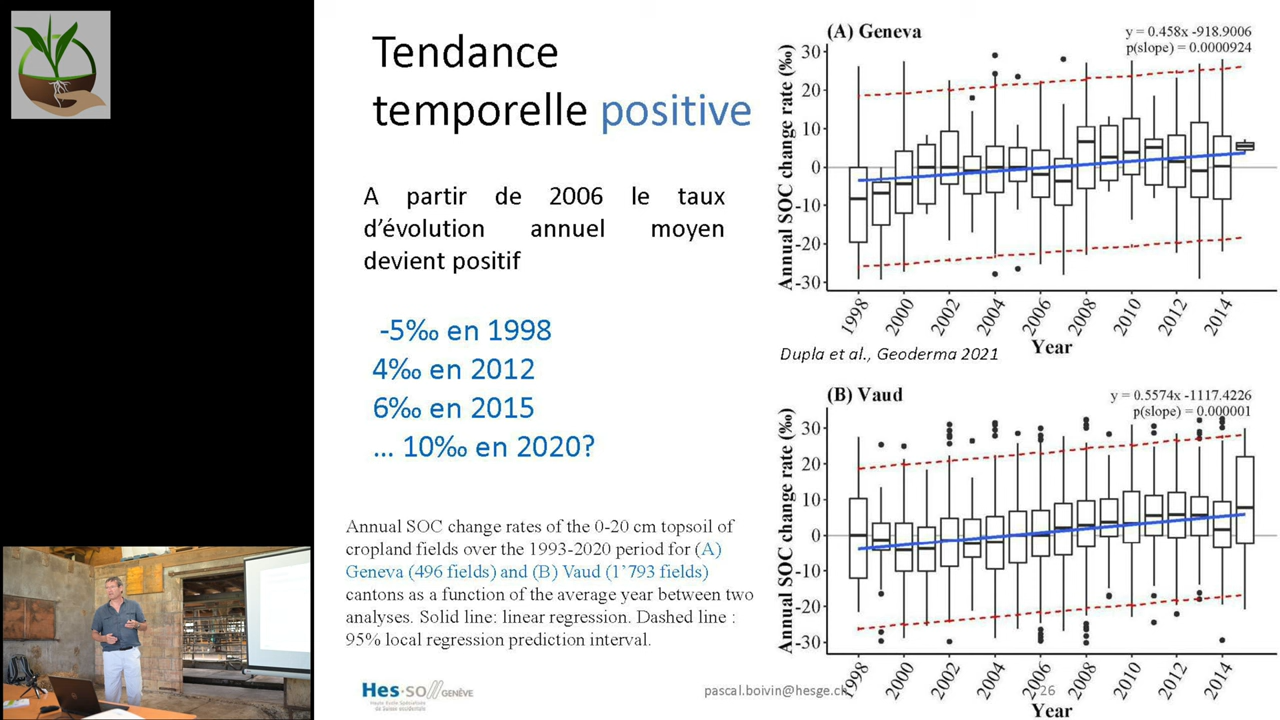 Tendance
temporelle positive
A partir de 2006 le taux
d’évolution annuel moyen
devient positif
-5‰ en 1998
4‰ en 2012
6‰ en 2015
... 10‰ en 2020?
Annual SOC change rates of the 0-20 cm topsoil of
cropland fields over the 1993-2020 period for (A)
Geneva (496 fields) and (B) Vaud (1’793 fields)
cantons as a function of the average year between two
analyses. Solid line: linear regression. Dashed line :
95% local regression prediction interval.
(A) Geneva
y = 0.458x -918.9006
p(slope) = 0.0000924
Annual SOC change rate (‰)
30
20
10
0
-10
-20
-30
1998 2000 2002 2004 2006 2008 2010 2012 2014
Year
Dupla et al., Geoderma 2021
(B) Vaud
y = 0.5574x -1117.4226
p(slope) = 0.000001
Annual SOC change rate (‰)
30
20
10
0
-10
-20
-30
1998 2000 2002 2004 2006 2008 2010 2012 2014
Year
Hes·so// GENÈVE
Haute Ecole Spécialisée
de Suisse occidentale
pascal.boivin@hesge.ch
26